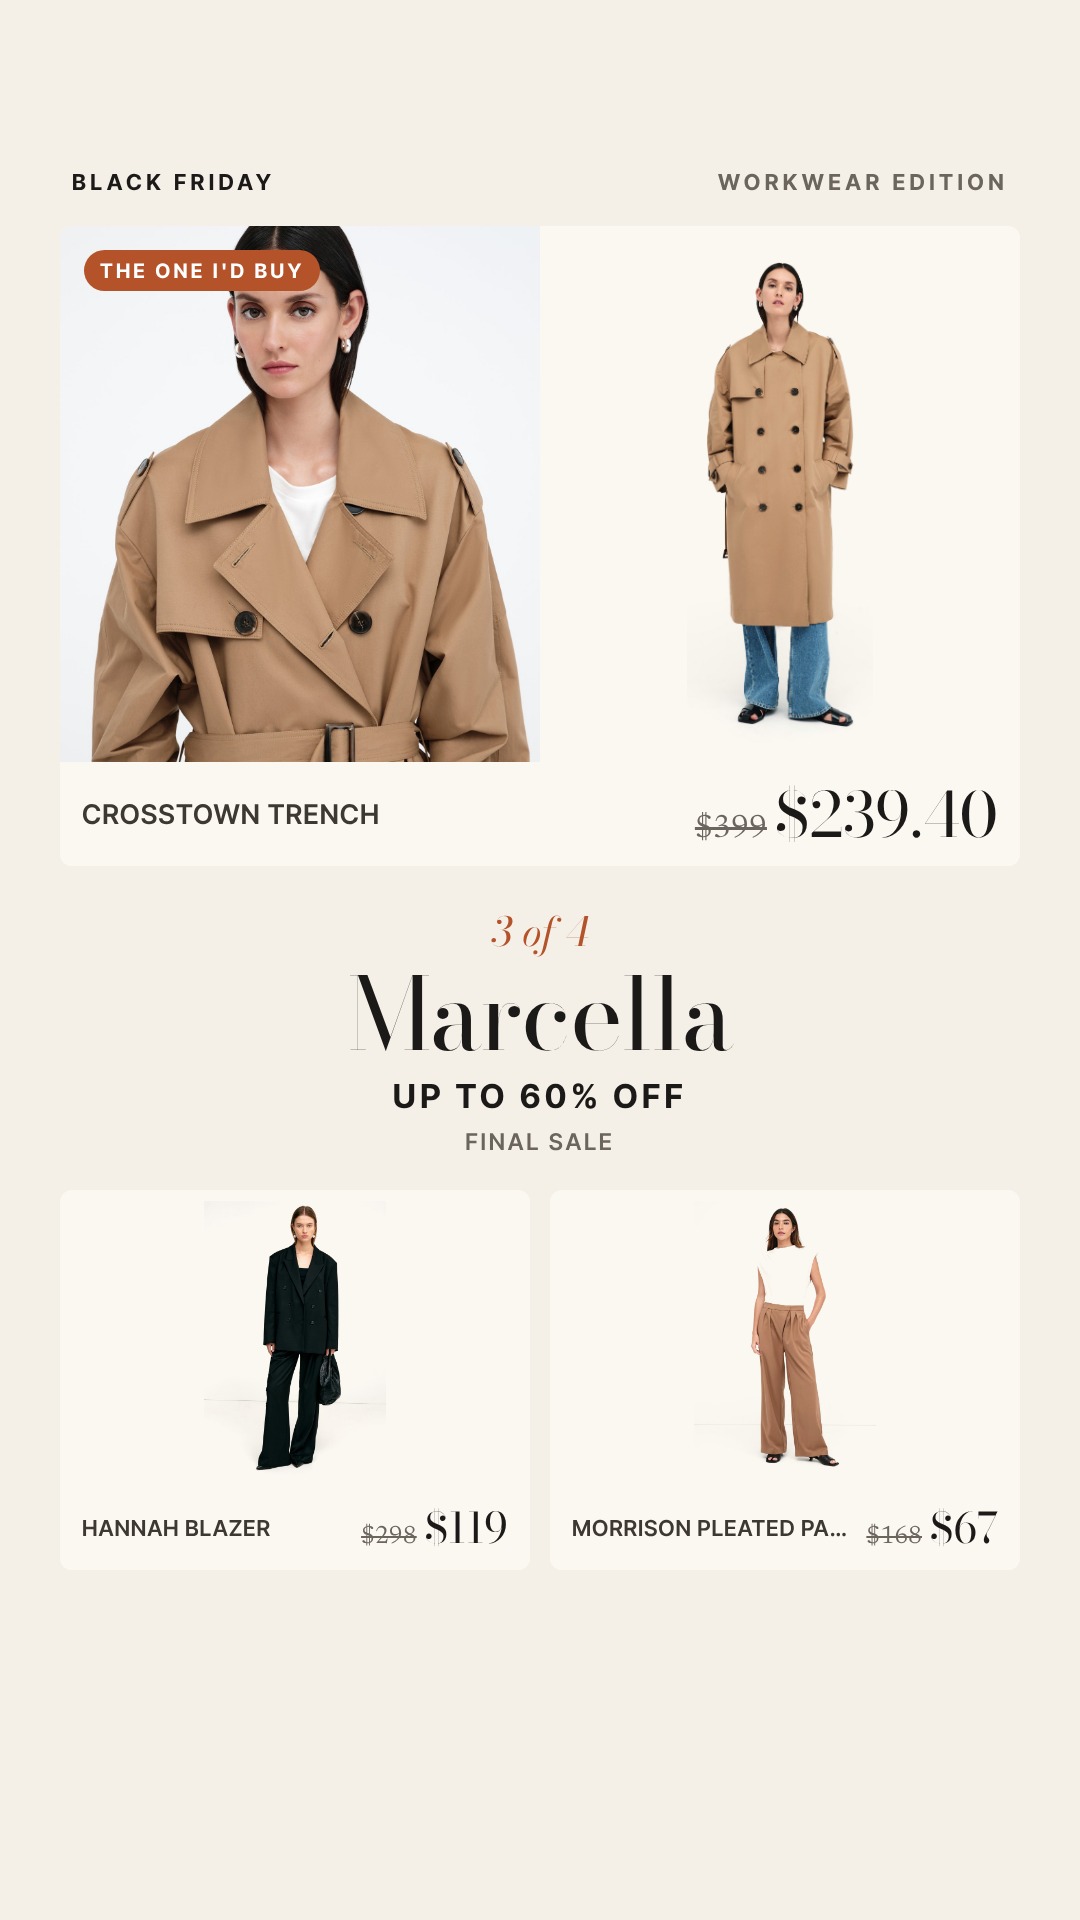 BLACK FRIDAY
WORKWEAR EDITION
THE ONE I'D BUY
CROSSTOWN TRENCH
$399 $239.40
3 of 4
Marcella
UP TO 60% OFF
FINAL SALE
HANNAH BLAZER
$298 $119
MORRISON PLEATED PA...
$168 $67